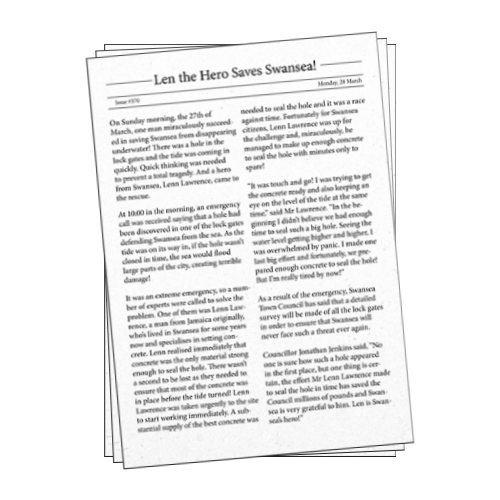 Len the Hero Saves Swansea!
Issue #370
Monday, 28 March
On Sunday morning, the 27th of
March, one man miraculously succeed-
ed in saving Swansea from disappearing
underwater! There was a hole in the
lock gates and the tide was coming in
quickly. Quick thinking was needed
to prevent a total tragedy. And a hero
from Swansea, Lenn Lawrence, came to
the rescue.
At 10:00 in the morning, an emergency
call was received saying that a hole had
been discovered in one of the lock gates
defending Swansea from the sea. As the
tide was on its way in, if the hole wasn't
closed in time, the sea would flood
large parts of the city, creating terrible
damage!
It was an extreme emergency, so a num-
ber of experts were called to solve the
problem. One of them was Lenn Law-
rence, a man from Jamaica originally,
who's lived in Swansea for some years
now and specialises in setting con-
crete. Lenn realised immediately that
concrete was the only material strong
enough to seal the hole. There wasn't
a second to be lost as they needed to
ensure that most of the concrete was
in place before the tide turned! Lenn
Lawrence was taken urgently to the site
to start working immediately. A sub-
stantial supply of the best concrete was
needed to seal the hole and it was a race
against time. Fortunately for Swansea
citizens, Lenn Lawrence was up for
the challenge and, miraculously, he
managed to make up enough concrete
to seal the hole with minutes only to
spare!
"It was touch and go! I was trying to get
the concrete ready and also keeping an
eye on the level of the tide at the same
time," said Mr Lawrence. "In the be-
ginning I didn't believe we had enough
time to seal such a big hole. Seeing the
water level getting higher and higher, I
was overwhelmed by panic. I made one
last big effort and fortunately, we pre-
pared enough concrete to seal the hole!
But I'm really tired by now!"
As a result of the emergency, Swansea
Town Council has said that a detailed
survey will be made of all the lock gates
in order to ensure that Swansea will
never face such a threat ever again.
Councillor Jonathan Jenkins said, "No
one is sure how such a hole appeared
in the first place, but one thing is cer-
tain, the effort Mr Lenn Lawrence made
to seal the hole in time has saved the
Council millions of pounds and Swan-
sea is very grateful to him. Len is Swan-
sea's hero!"